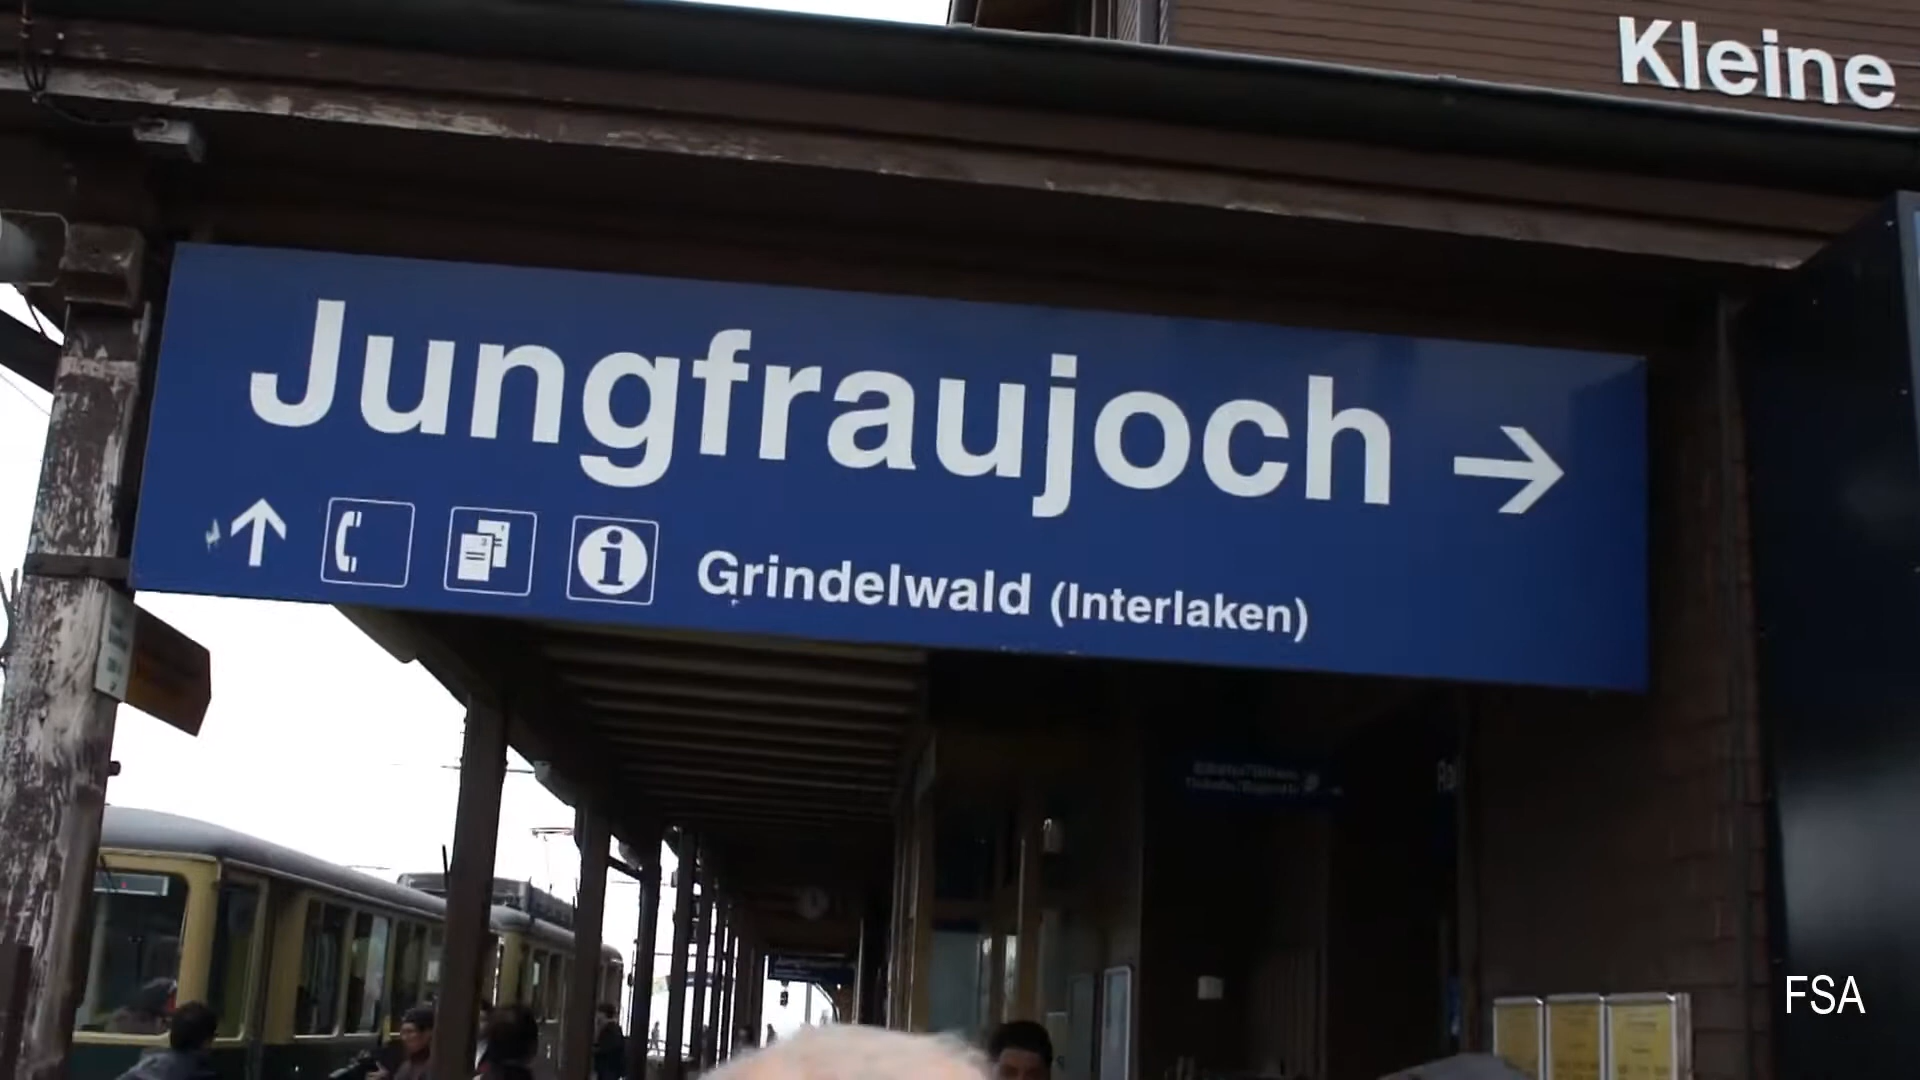 Kleine
Jungfraujoch →
↑ Grindelwald (Interlaken)
FSA